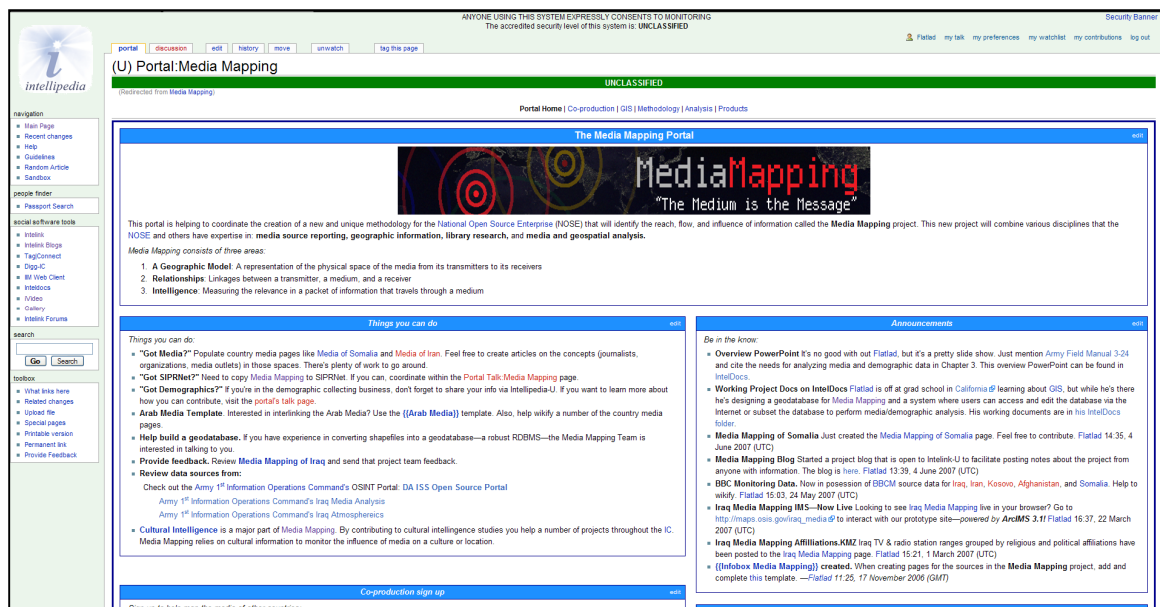 ANYONE USING THIS SYSTEM EXPRESSLY CONSENTS TO MONITORING
The accredited security level of this system is: UNCLASSIFIED
Security Banner
Flatlad my talk my preferences my watchlist my contributions log out
portal discussion edit history move unwatch tag this page
intellipedia
(U) Portal:Media Mapping
UNCLASSIFIED
(Redirected from Media Mapping)
Portal Home | Co-production | GIS | Methodology | Analysis | Products
navigation
Main Page
Recent changes
Help
Guidelines
Random Article
Sandbox
people finder
Passport Search
social software tools
Intelink
Intelink Blogs
Tag|Connect
Digg-IC
IM Web Client
Inteldocs
iVideo
Gallery
Intelink Forums
search
Go Search
toolbox
What links here
Related changes
Upload file
Special pages
Printable version
Permanent link
Provide Feedback
The Media Mapping Portal
edit
MediaMapping
"The Medium is the Message"
This portal is helping to coordinate the creation of a new and unique methodology for the National Open Source Enterprise (NOSE) that will identify the reach, flow, and influence of information called the Media Mapping project. This new project will combine various disciplines that the
NOSE and others have expertise in: media source reporting, geographic information, library research, and media and geospatial analysis.
Media Mapping consists of three areas:
1. A Geographic Model: A representation of the physical space of the media from its transmitters to its receivers
2. Relationships: Linkages between a transmitter, a medium, and a receiver
3. Intelligence: Measuring the relevance in a packet of information that travels through a medium
Things you can do
edit
Things you can do:
"Got Media?" Populate country media pages like Media of Somalia and Media of Iran. Feel free to create articles on the concepts (journalists,
organizations, media outlets) in those spaces. There's plenty of work to go around.
"Got SIPRNet?" Need to copy Media Mapping to SIPRNet. If you can, coordinate within the Portal Talk:Media Mapping page.
"Got Demographics?" If you're in the demographic collecting business, don't forget to share your info via Intellipedia-U. If you want to learn more about
how you can contribute, visit the portal's talk page.
Arab Media Template. Interested in interlinking the Arab Media? Use the {{Arab Media}} template. Also, help wikify a number of the country media
pages.
Help build a geodatabase. If you have experience in converting shapefiles into a geodatabase—a robust RDBMS—the Media Mapping Team is
interested in talking to you.
Provide feedback. Review Media Mapping of Iraq and send that project team feedback.
Review data sources from:
Check out the Army 1st Information Operations Command's OSINT Portal: DA ISS Open Source Portal
Army 1st Information Operations Command's Iraq Media Analysis
Army 1st Information Operations Command's Iraq Atmosphereics
Cultural Intelligence is a major part of Media Mapping. By contributing to cultural intellingence studies you help a number of projects throughout the IC.
Media Mapping relies on cultural information to monitor the influence of media on a culture or location.
Co-production sign up
edit
Announcements
edit
Be in the know:
Overview PowerPoint It's no good with out Flatlad, but it's a pretty slide show. Just mention Army Field Manual 3-24
and cite the needs for analyzing media and demographic data in Chapter 3. This overview PowerPoint can be found in
IntelDocs.
Working Project Docs on IntelDocs Flatlad is off at grad school in California learning about GIS, but while he's there
he's designing a geodatabase for Media Mapping and a system where users can access and edit the database via the
Internet or subset the database to perform media/demographic analysis. His working documents are in his IntelDocs
folder.
Media Mapping of Somalia Just created the Media Mapping of Somalia page. Feel free to contribute. Flatlad 14:35, 4
June 2007 (UTC)
Media Mapping Blog Started a project blog that is open to Intelink-U to facilitate posting notes about the project from
anyone with information. The blog is here. Flatlad 13:39, 4 June 2007 (UTC)
BBC Monitoring Data. Now in posession of BBCM source data for Iraq, Iran, Kosovo, Afghanistan, and Somalia. Help to
wikify. Flatlad 15:03, 24 May 2007 (UTC)
Iraq Media Mapping IMS—Now Live Looking to see Iraq Media Mapping live in your browser? Go to
http://maps.osis.gov/iraq_media to interact with our prototype site—powered by ArcIMS 3.1! Flatlad 16:37, 22 March
2007 (UTC)
Iraq Media Mapping Affilliations.KMZ Iraq TV & radio station ranges grouped by religious and political affiliations have
been posted to the Iraq Media Mapping page. Flatlad 15:21, 1 March 2007 (UTC)
{{Infobox Media Mapping}} created. When creating pages for the sources in the Media Mapping project, add and
complete this template. —Flatlad 11:25, 17 November 2006 (GMT)